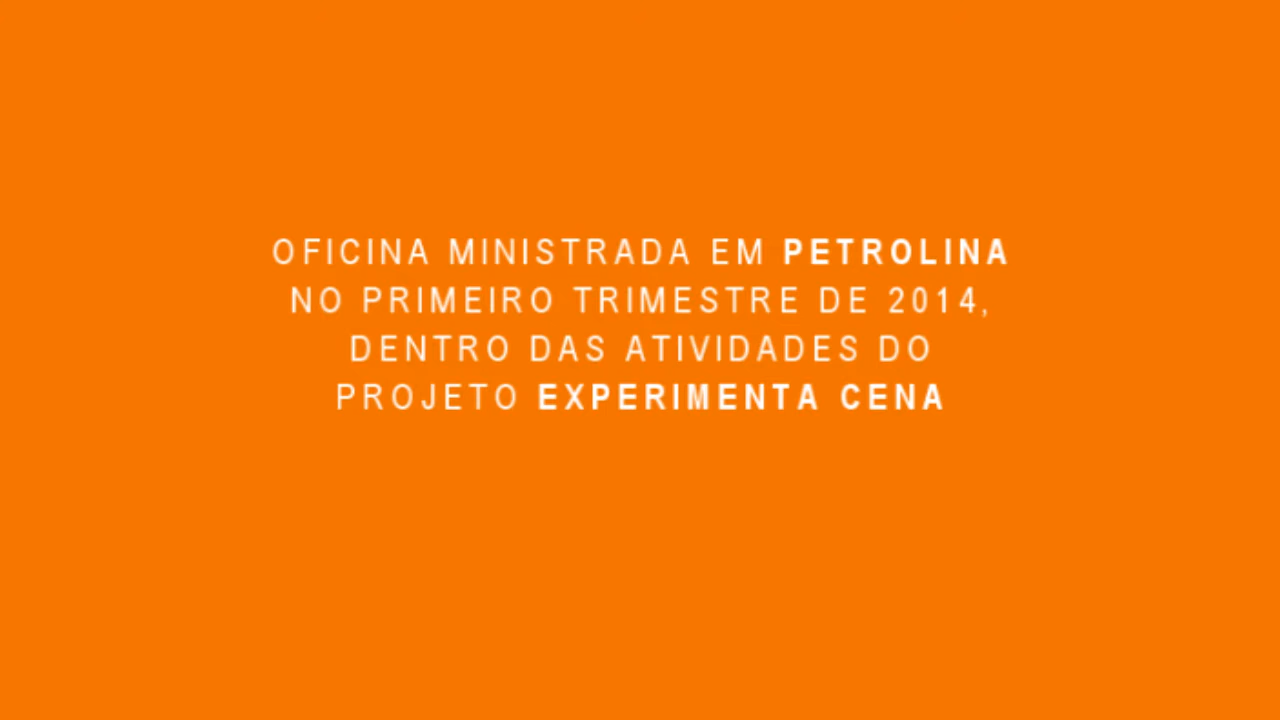 OFICINA MINISTRADA EM PETROLINA
NO PRIMEIRO TRIMESTRE DE 2014,
DENTRO DAS ATIVIDADES DO
PROJETO EXPERIMENTA CENA